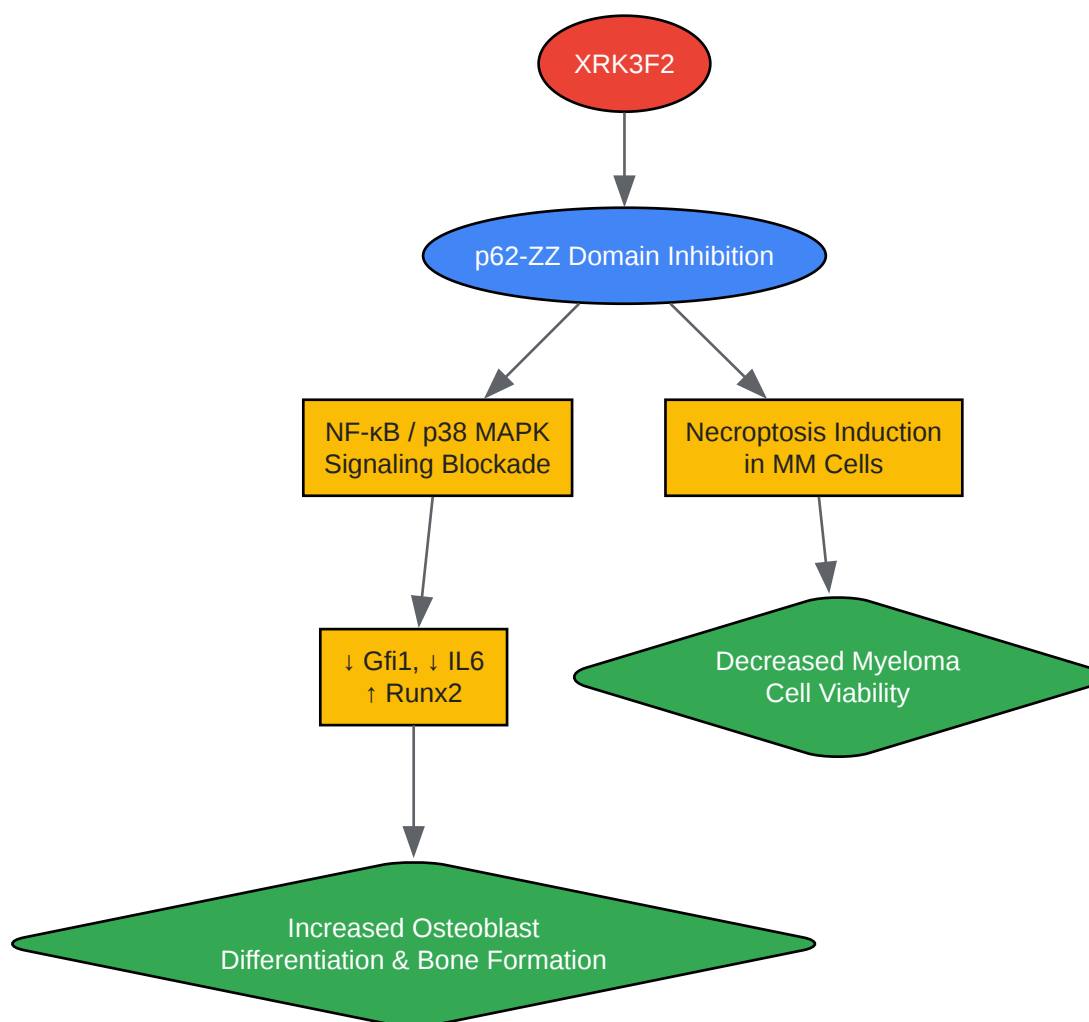 XRK3F2
p62-ZZ Domain Inhibition
NF-κB / p38 MAPK
Signaling Blockade
Necroptosis Induction
in MM Cells
↓ Gfi1, ↓ IL6
↑ Runx2
Decreased Myeloma
Cell Viability
Increased Osteoblast
Differentiation & Bone Formation